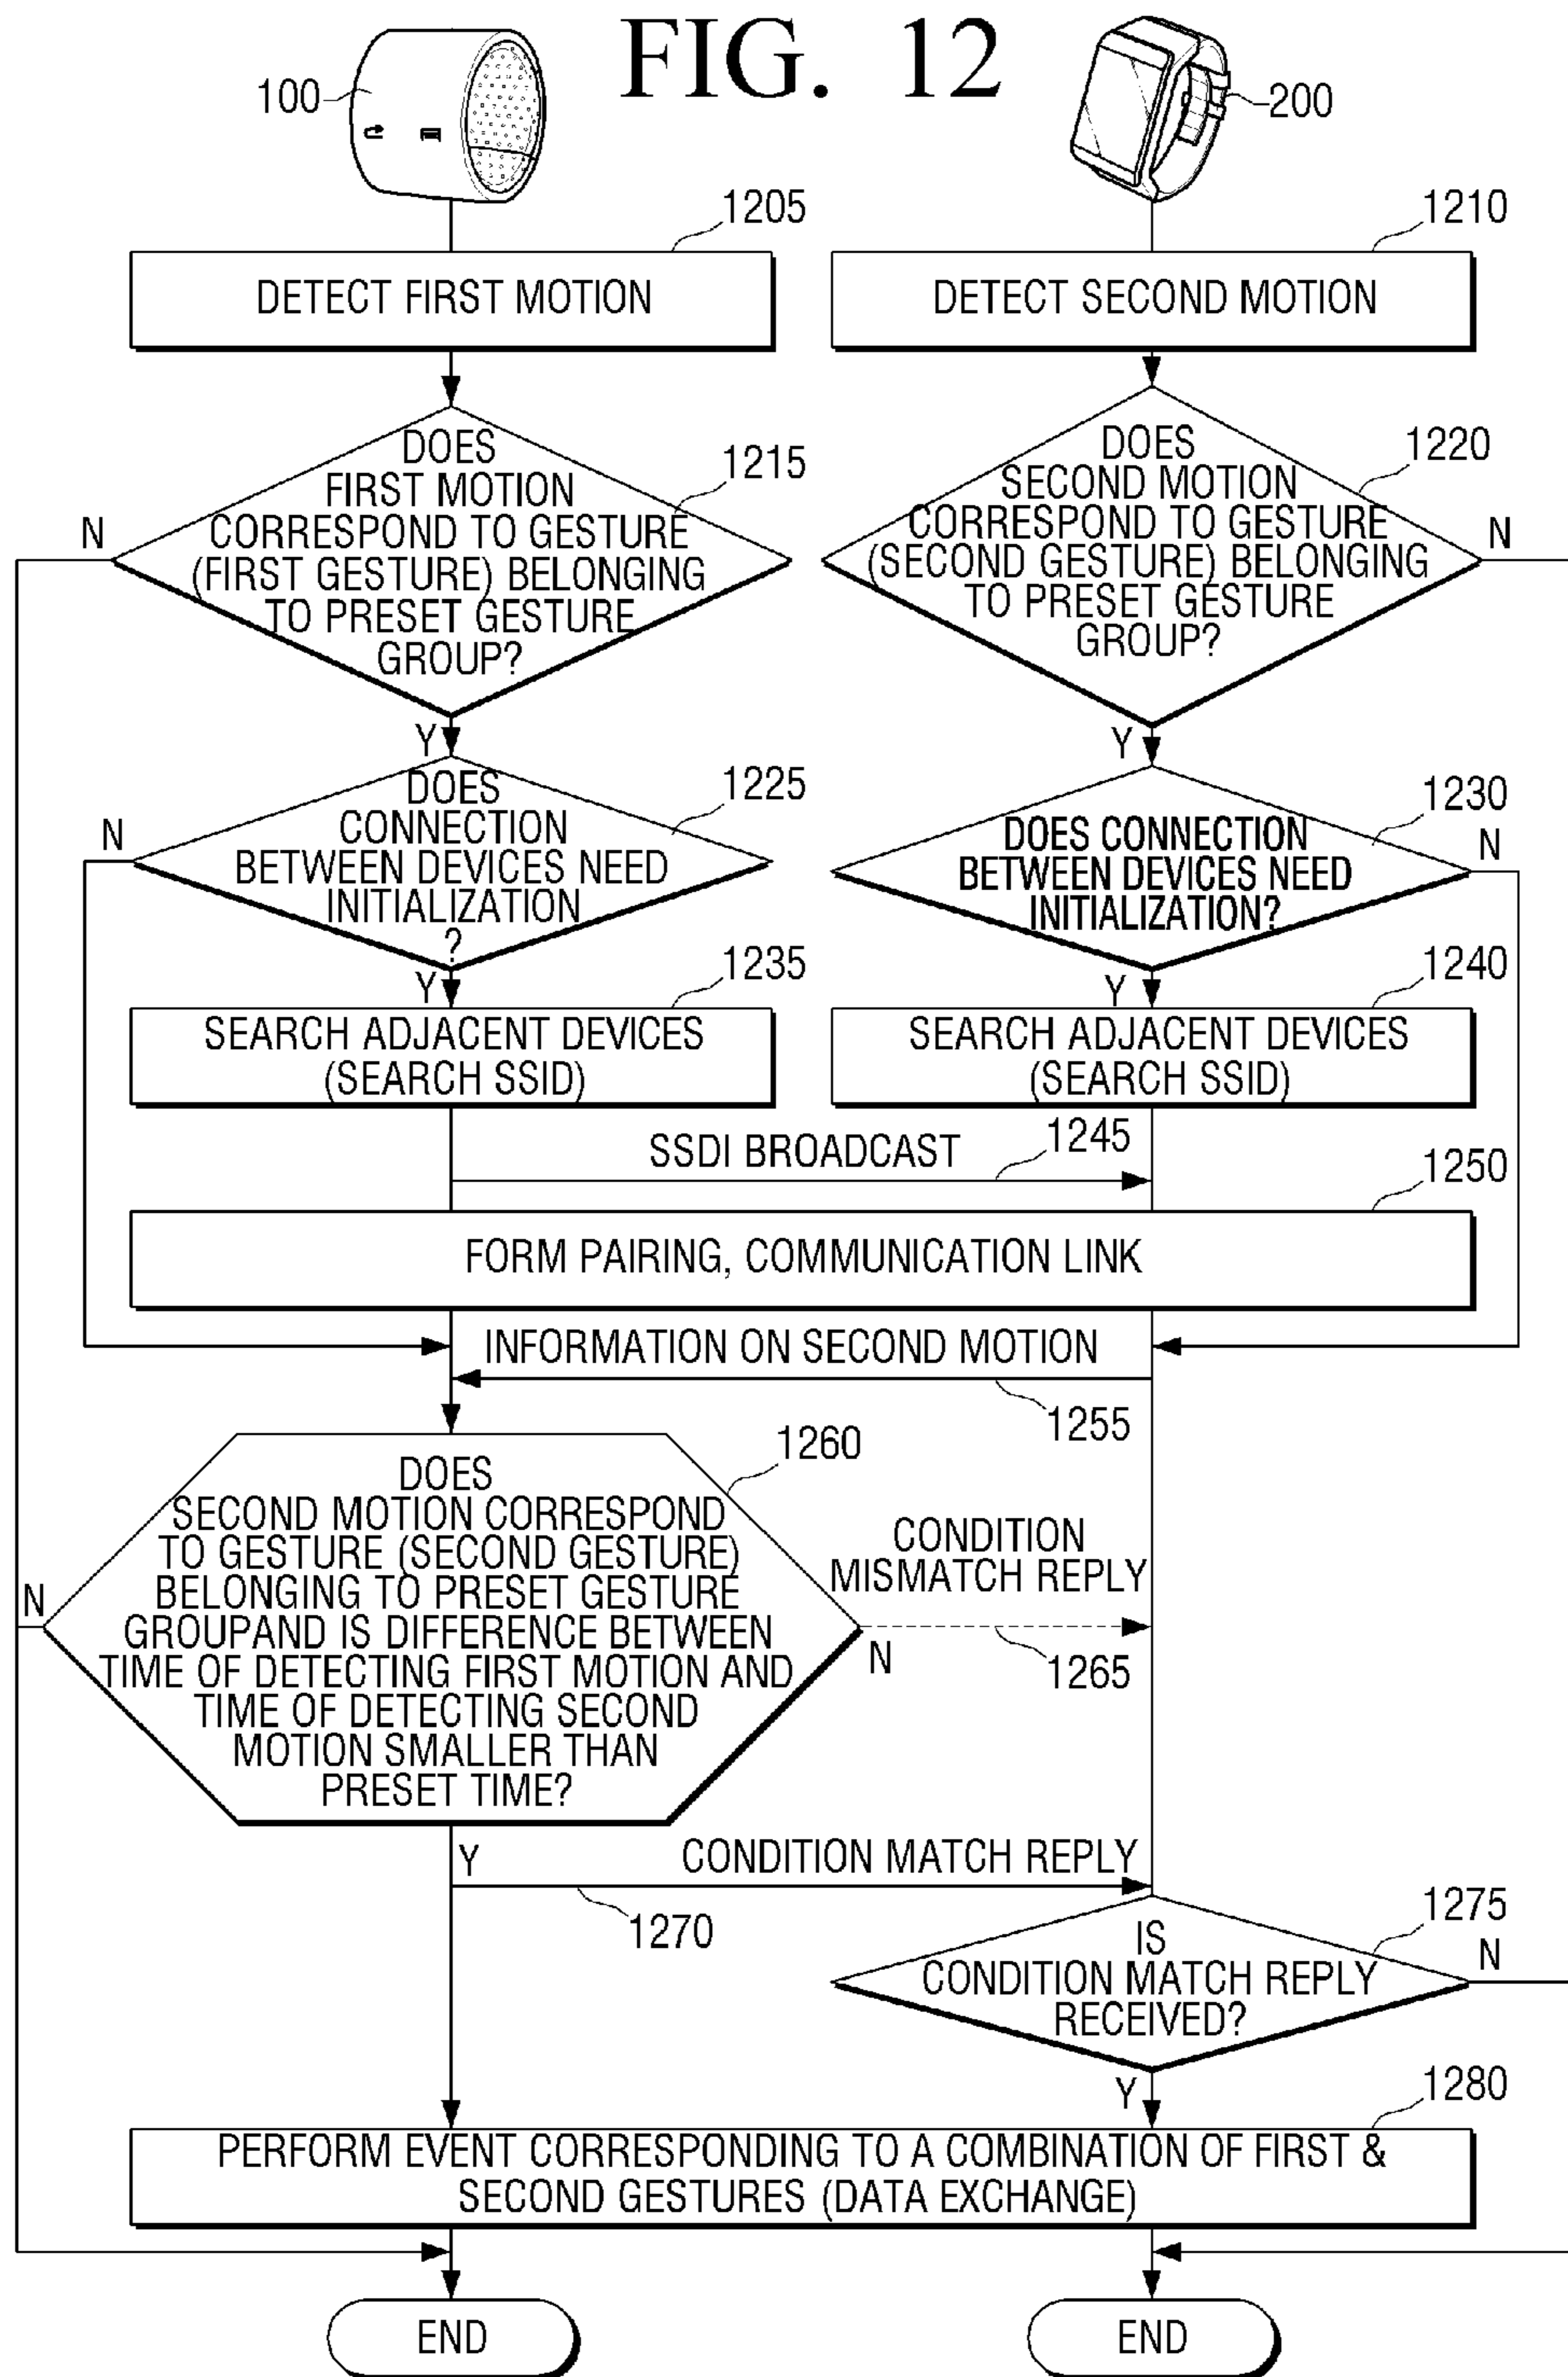 FIG. 12
100
200
1205
1210
DETECT FIRST MOTION
DETECT SECOND MOTION
DOES
FIRST MOTION
CORRESPOND TO GESTURE
(FIRST GESTURE) BELONGING
TO PRESET GESTURE
GROUP?
1215
N
Y
DOES
SECOND MOTION
CORRESPOND TO GESTURE
(SECOND GESTURE) BELONGING
TO PRESET GESTURE
GROUP?
1220
N
Y
DOES
CONNECTION
BETWEEN DEVICES NEED
INITIALIZATION
?
1225
N
Y
DOES CONNECTION
BETWEEN DEVICES NEED
INITIALIZATION?
1230
N
Y
1235
SEARCH ADJACENT DEVICES
(SEARCH SSID)
1240
SEARCH ADJACENT DEVICES
(SEARCH SSID)
SSDI BROADCAST
1245
1250
FORM PAIRING, COMMUNICATION LINK
INFORMATION ON SECOND MOTION
1255
1260
DOES
SECOND MOTION CORRESPOND
TO GESTURE (SECOND GESTURE)
BELONGING TO PRESET GESTURE
GROUPAND IS DIFFERENCE BETWEEN
TIME OF DETECTING FIRST MOTION AND
TIME OF DETECTING SECOND
MOTION SMALLER THAN
PRESET TIME?
N
CONDITION
MISMATCH REPLY
N
1265
Y
CONDITION MATCH REPLY
1270
1275
IS
CONDITION MATCH REPLY
RECEIVED?
N
Y
1280
PERFORM EVENT CORRESPONDING TO A COMBINATION OF FIRST &
SECOND GESTURES (DATA EXCHANGE)
END
END